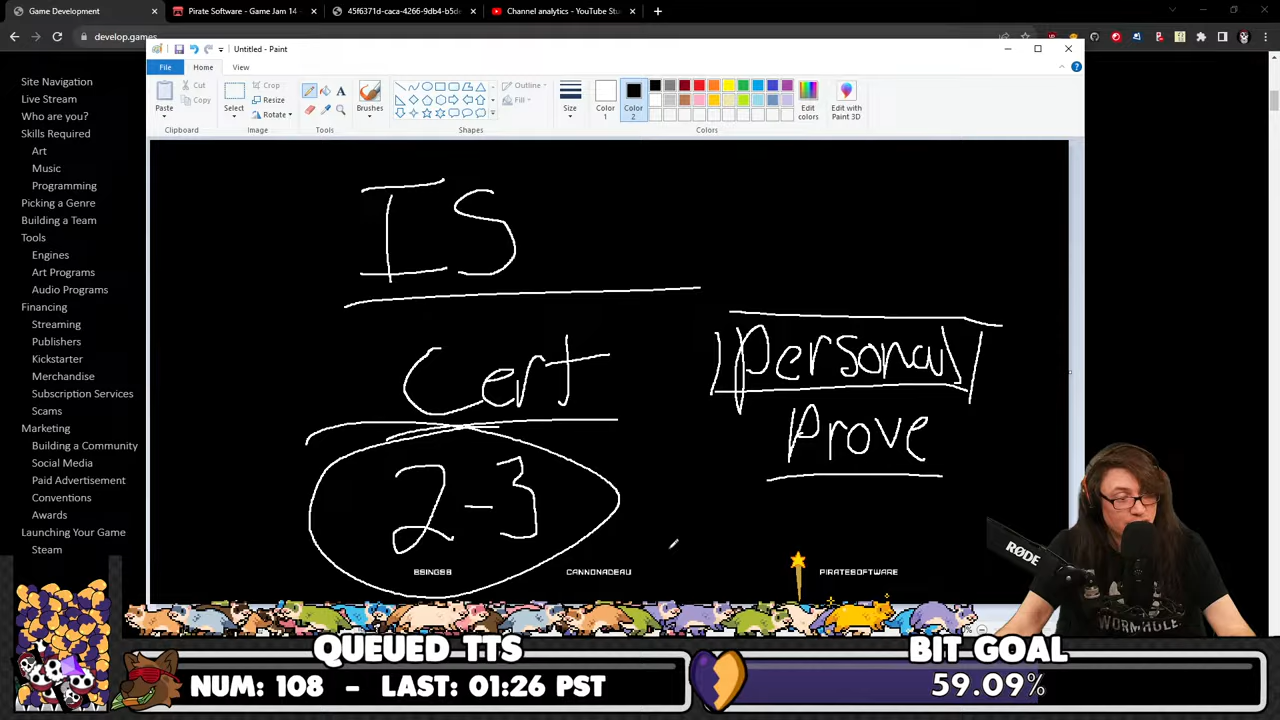 Game Development
Pirate Software - Game Jam 14 -
45f6371d-caca-4266-9db4-b5de
Channel analytics - YouTube Stu
develop.games
Untitled - Paint
File
Home
View
Paste
Cut
Copy
Clipboard
Select
Crop
Resize
Rotate
Image
Tools
Brushes
Shapes
Outline
Fill
Size
Color 1
Color 2
Colors
Edit colors
Edit with Paint 3D
Site Navigation
Live Stream
Who are you?
Skills Required
Art
Music
Programming
Picking a Genre
Building a Team
Tools
Engines
Art Programs
Audio Programs
Financing
Streaming
Publishers
Kickstarter
Merchandise
Subscription Services
Scams
Marketing
Building a Community
Social Media
Paid Advertisement
Conventions
Awards
Launching Your Game
Steam
IS
Cert
2-3
Personal
Prove
RØDE
WORMHOLE
CANNONADEAU
PIRATESOFTWARE
QUEUED TTS
NUM: 108 - LAST: 01:26 PST
BIT GOAL
59.09%